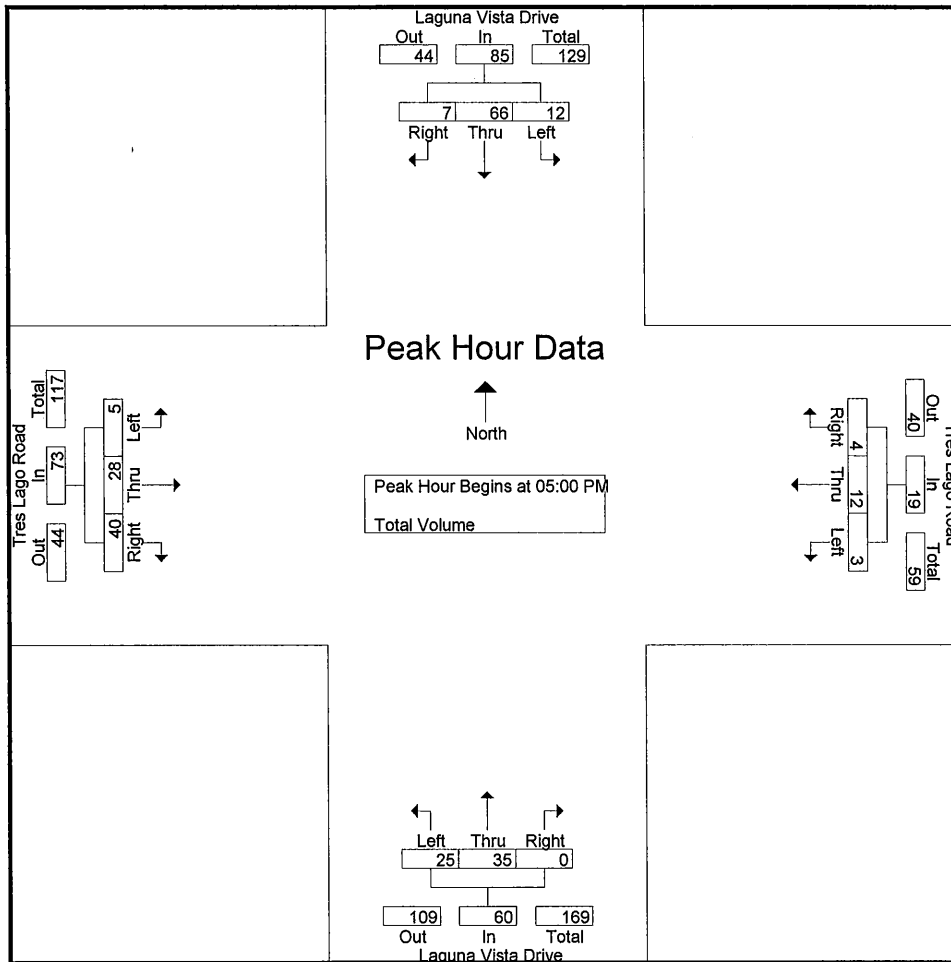 Laguna Vista Drive
Out In Total
44 85 129
7 66 12
Right Thru Left
Peak Hour Data
North
Peak Hour Begins at 05:00 PM
Total Volume
Tres Lago Road
Total In Out
117 73 44
5 28 40
Left Thru Right
Tres Lago Road
Out In Total
40 19 59
4 12 3
Right Thru Left
Left Thru Right
25 35 0
109 60 169
Out In Total
Laguna Vista Drive